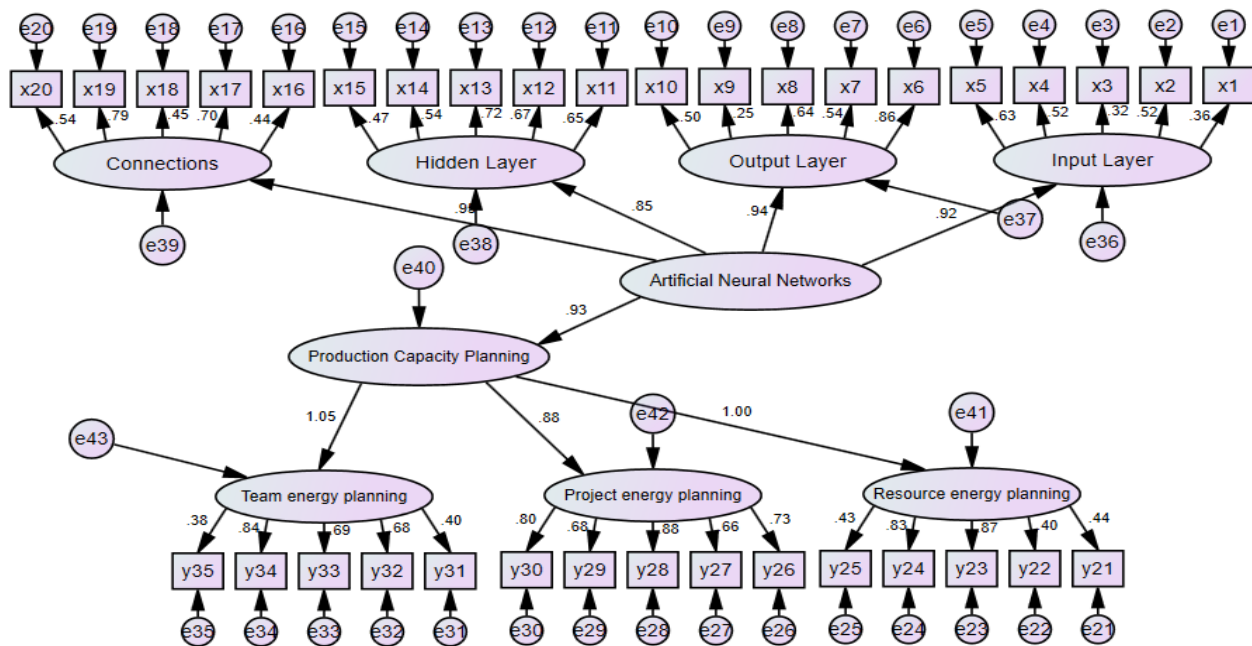 e20 e19 e18 e17 e16 e15 e14 e13 e12 e11 e10 e9 e8 e7 e6 e5 e4 e3 e2 e1
x20 x19 x18 x17 x16 x15 x14 x13 x12 x11 x10 x9 x8 x7 x6 x5 x4 x3 x2 x1
.54 .79 .45 .70 .44 .47 .54 .72 .67 .65 .50 .25 .64 .54 .86 .63 .52 .32 .52 .36
Connections Hidden Layer Output Layer Input Layer
.85 .94 .92
e39 e38 e37 e36
e40 Artificial Neural Networks
.93
Production Capacity Planning
1.05 .88 1.00
e43 e42 e41
Team energy planning Project energy planning Resource energy planning
.38 .84 .69 .68 .40 .80 .68 .88 .66 .73 .43 .83 .87 .40 .44
y35 y34 y33 y32 y31 y30 y29 y28 y27 y26 y25 y24 y23 y22 y21
e35 e34 e33 e32 e31 e30 e29 e28 e27 e26 e25 e24 e23 e22 e21